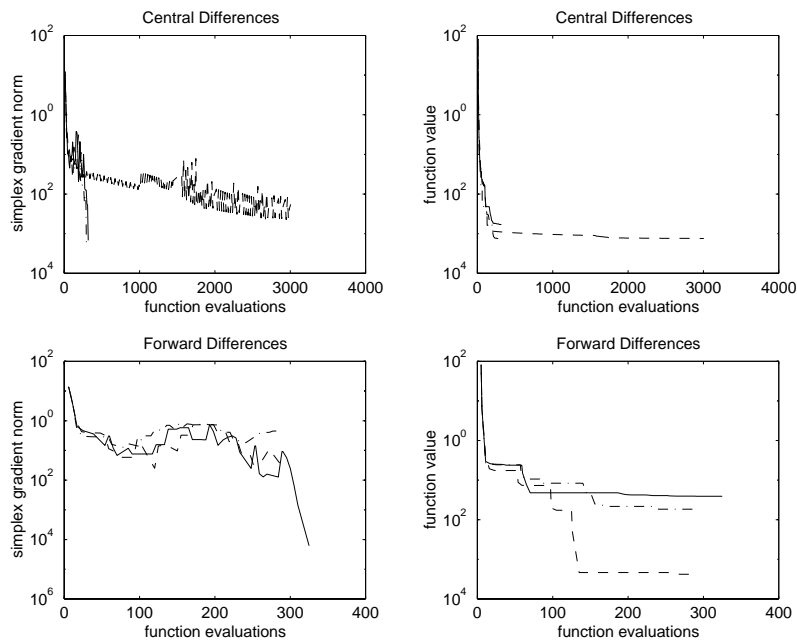 Central Differences
10^2
10^0
10^2
10^4
simplex gradient norm
0 1000 2000 3000 4000
function evaluations
Central Differences
10^2
10^0
10^2
10^4
function value
0 1000 2000 3000 4000
function evaluations
Forward Differences
10^2
10^0
10^2
10^4
10^6
simplex gradient norm
0 100 200 300 400
function evaluations
Forward Differences
10^2
10^0
10^2
10^4
function value
0 100 200 300 400
function evaluations